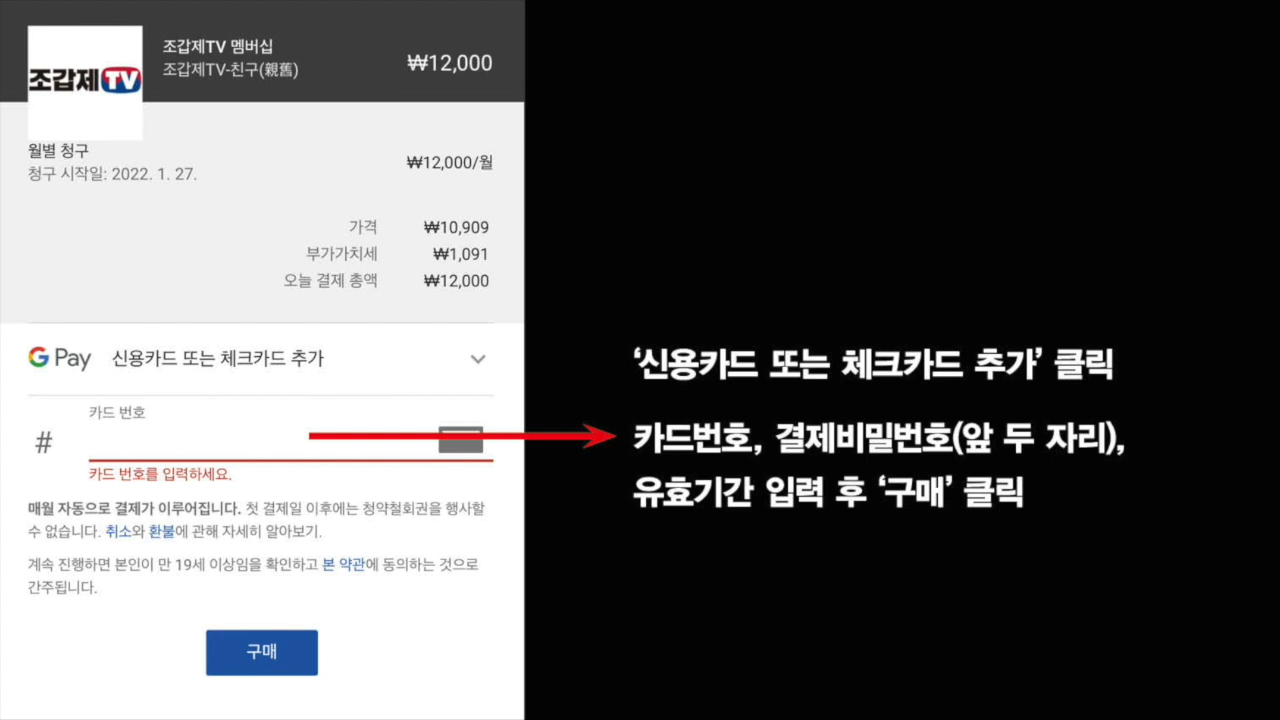 조갑제TV
조갑제TV 멤버십
조갑제TV-친구(親舊)
₩12,000
월별 청구
청구 시작일: 2022. 1. 27.
₩12,000/월
가격 ₩10,909
부가가치세 ₩1,091
오늘 결제 총액 ₩12,000
G Pay 신용카드 또는 체크카드 추가
카드 번호
#
카드 번호를 입력하세요.
매월 자동으로 결제가 이루어집니다. 첫 결제일 이후에는 청약철회권을 행사할
수 없습니다. 취소와 환불에 관해 자세히 알아보기.
계속 진행하면 본인이 만 19세 이상임을 확인하고 본 약관에 동의하는 것으로
간주됩니다.
구매
‘신용카드 또는 체크카드 추가’ 클릭
카드번호, 결제비밀번호(앞 두 자리),
유효기간 입력 후 ‘구매’ 클릭